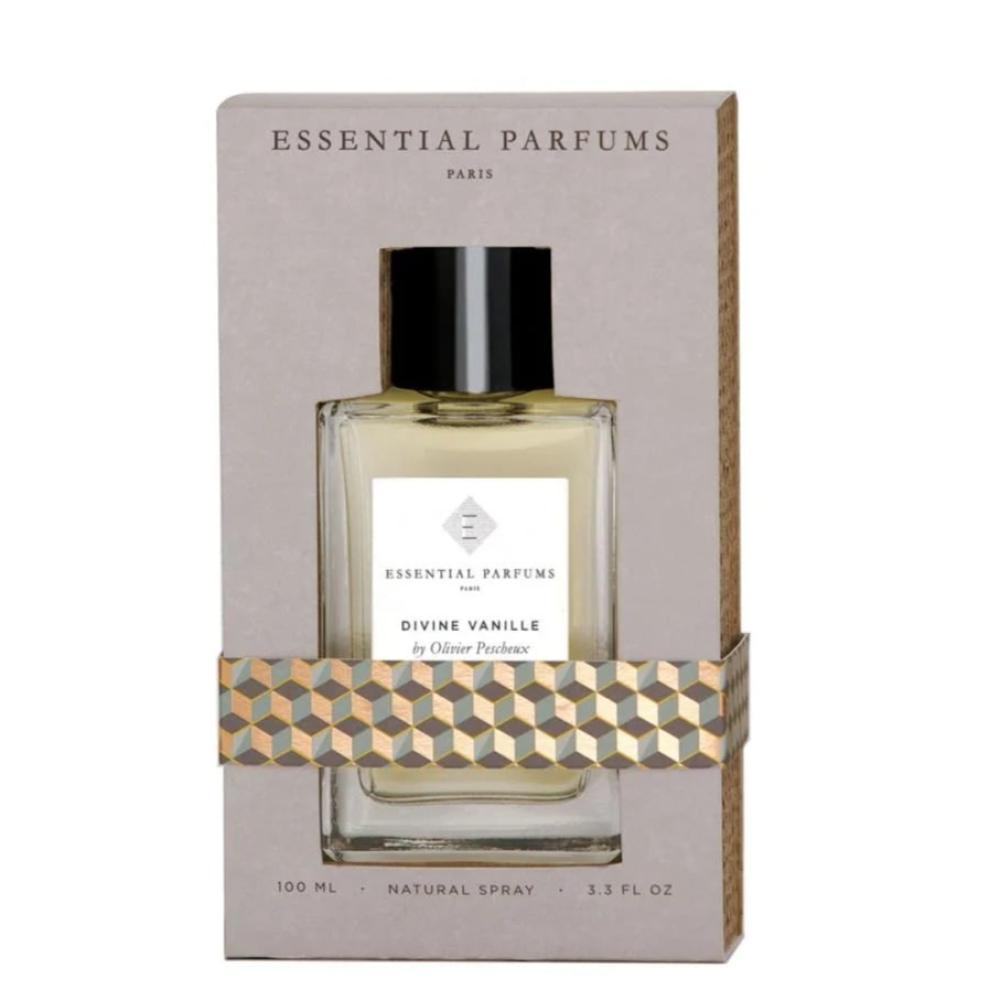 ESSENTIAL PARFUMS
PARIS
E
ESSENTIAL PARFUMS
PARIS
DIVINE VANILLE
by Olivier Pescheux
100 ML · NATURAL SPRAY · 3.3 FL OZ